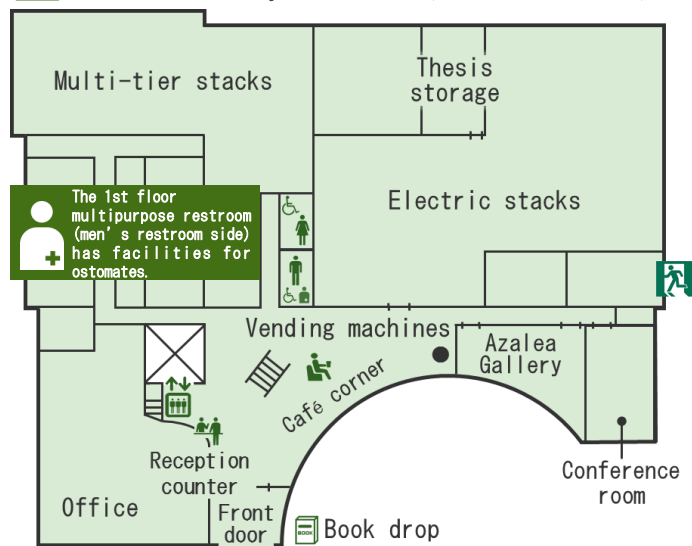 Multi-tier stacks
Thesis
storage
The 1st floor
multipurpose restroom
(men's restroom side)
has facilities for
ostomates.
Electric stacks
Vending machines
Azalea
Gallery
Café corner
Reception
counter
Conference
room
Office
Front
door
BOOK
Book drop